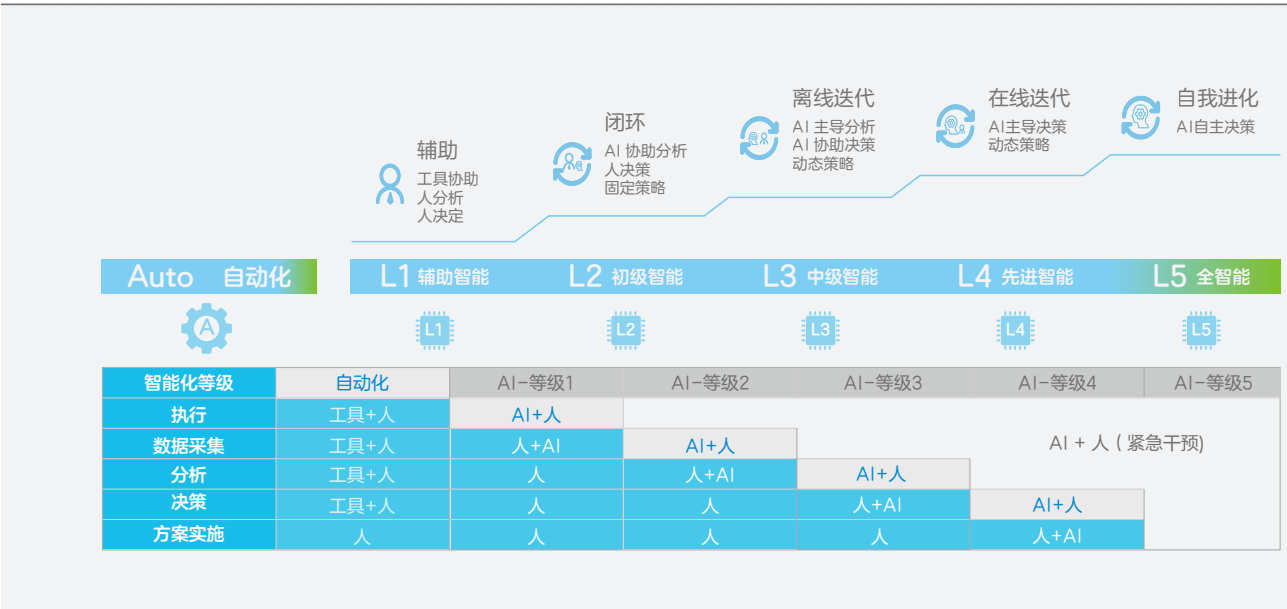 辅助
工具协助
人分析
人决定
闭环
AI 协助分析
人决策
固定策略
离线迭代
AI 主导分析
AI 协助决策
动态策略
在线迭代
AI主导决策
动态策略
自我进化
AI自主决策
Auto 自动化
L1 辅助智能
L2 初级智能
L3 中级智能
L4 先进智能
L5 全智能
A
L1
L2
L3
L4
L5
智能化等级 自动化 AI-等级1 AI-等级2 AI-等级3 AI-等级4 AI-等级5
执行 工具+人 AI+人
数据采集 工具+人 人+AI AI+人 AI + 人 ( 紧急干预)
分析 工具+人 人 人+AI AI+人
决策 工具+人 人 人 人+AI AI+人
方案实施 人 人 人 人 人+AI